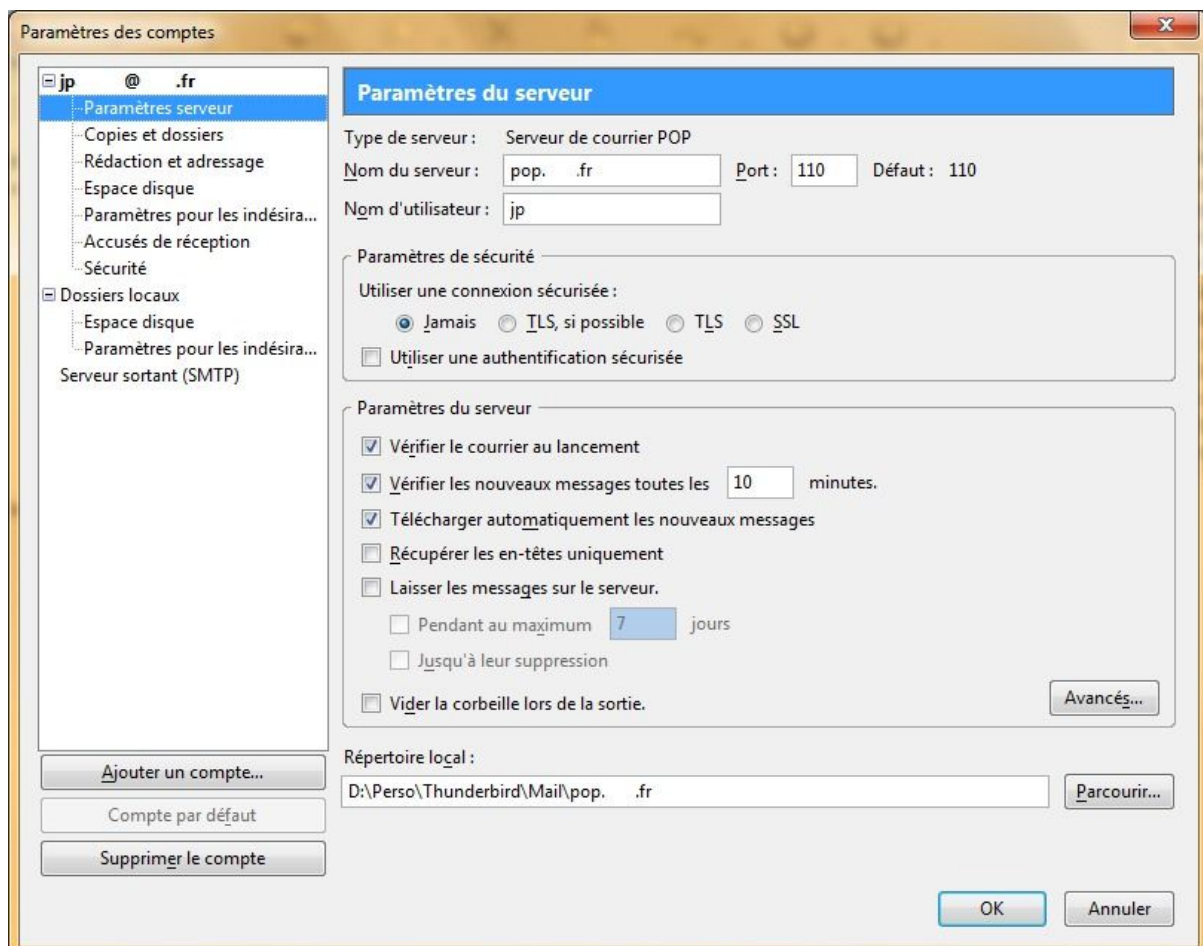 Paramètres des comptes
jp @ .fr
Paramètres serveur
Copies et dossiers
Rédaction et adressage
Espace disque
Paramètres pour les indésira...
Accusés de réception
Sécurité
Dossiers locaux
Espace disque
Paramètres pour les indésira...
Serveur sortant (SMTP)
Ajouter un compte...
Compte par défaut
Supprimer le compte
Paramètres du serveur
Type de serveur : Serveur de courrier POP
Nom du serveur : pop. .fr Port : 110 Défaut : 110
Nom d'utilisateur : jp
Paramètres de sécurité
Utiliser une connexion sécurisée :
Jamais TLS, si possible TLS SSL
Utiliser une authentification sécurisée
Paramètres du serveur
Vérifier le courrier au lancement
Vérifier les nouveaux messages toutes les 10 minutes.
Télécharger automatiquement les nouveaux messages
Récupérer les en-têtes uniquement
Laisser les messages sur le serveur.
Pendant au maximum 7 jours
Jusqu'à leur suppression
Vider la corbeille lors de la sortie.
Avancés...
Répertoire local :
D:\Perso\Thunderbird\Mail\pop. .fr Parcourir...
OK Annuler